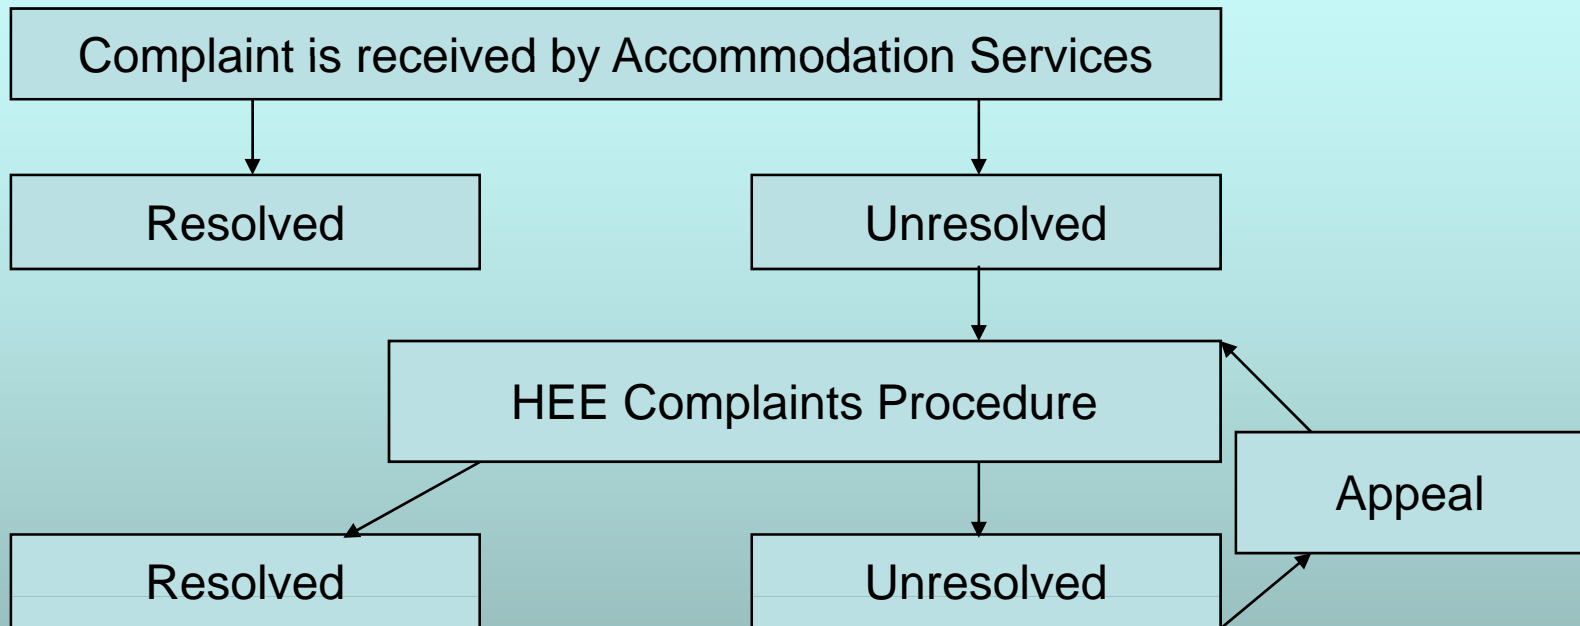 Complaint is received by Accommodation Services
Resolved
Unresolved
HEE Complaints Procedure
Appeal
Resolved
Unresolved